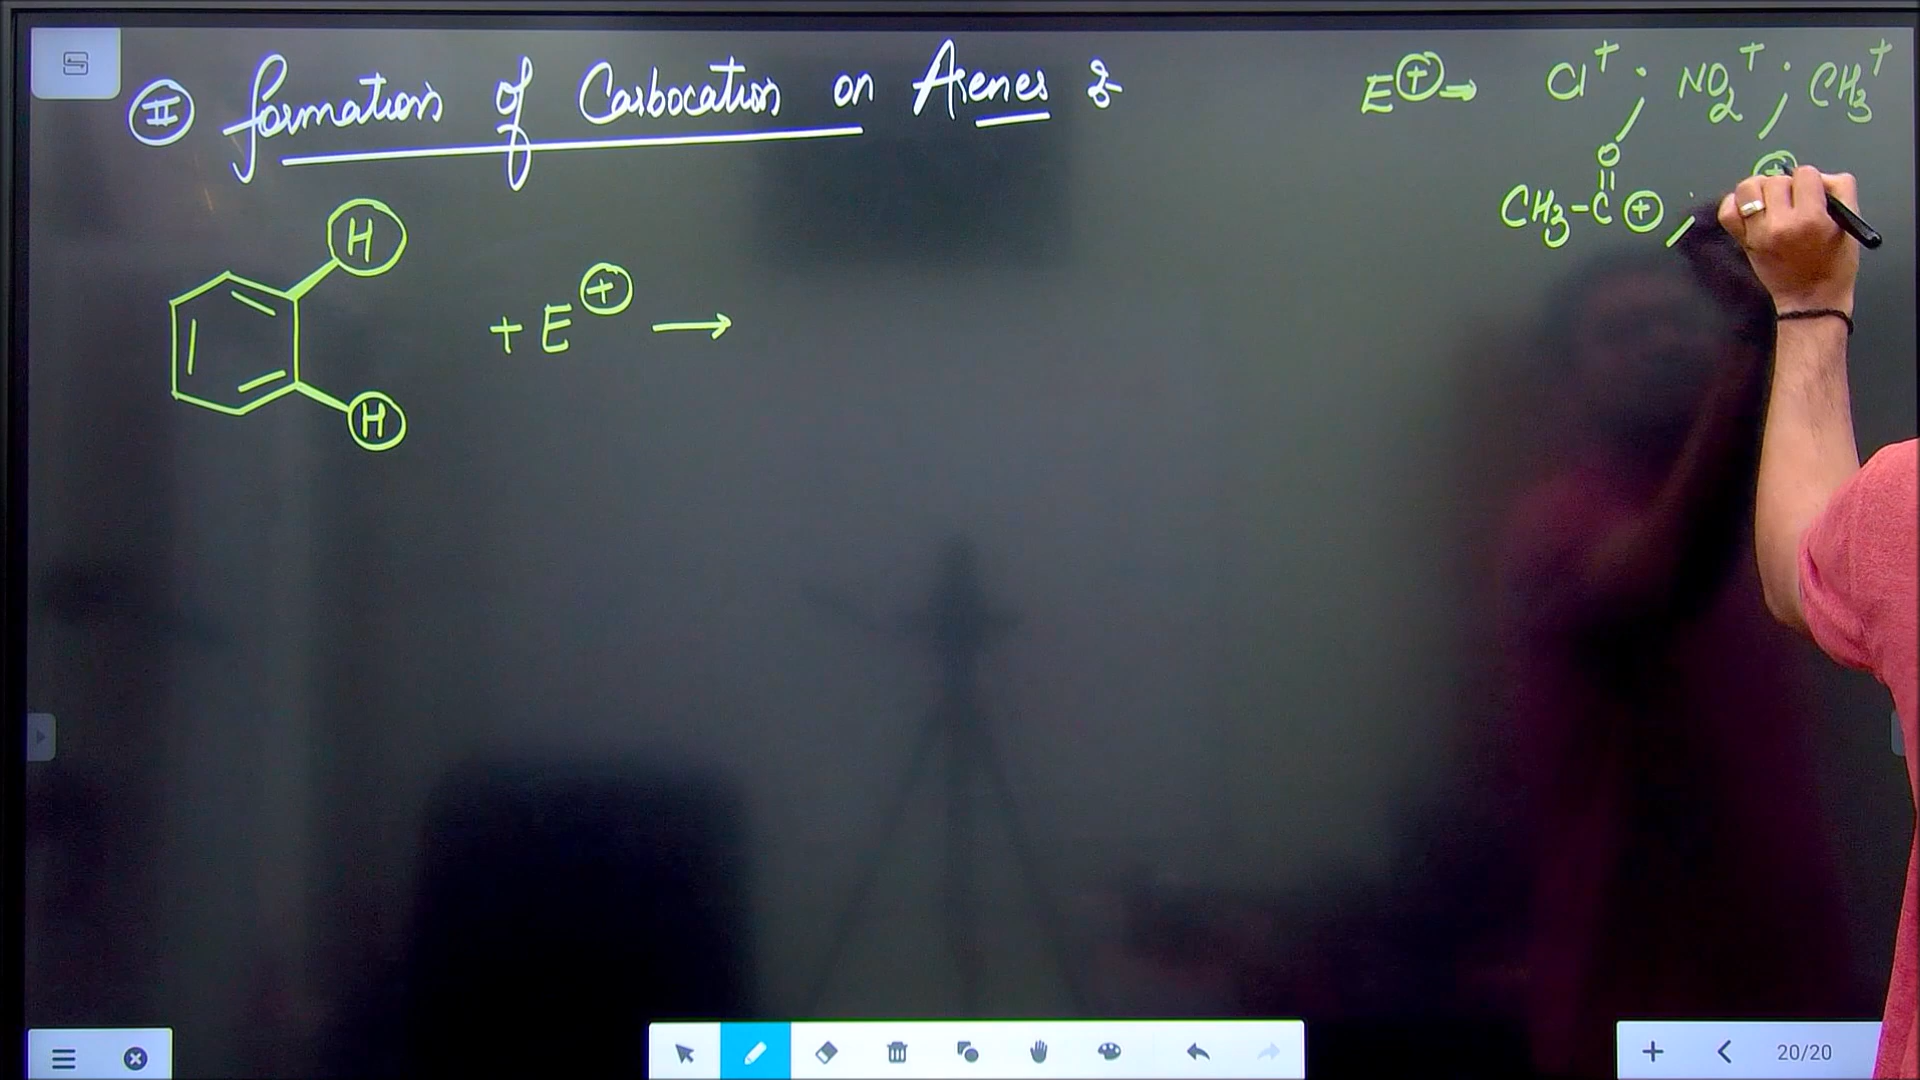 II formation of Carbocation on Arenes :-
E⊕ → Cl⁺ ; NO₂⁺ ; CH₃⁺
O
CH₃-C ⊕ ; ⊕
H
+ E⊕ →
H
20/20